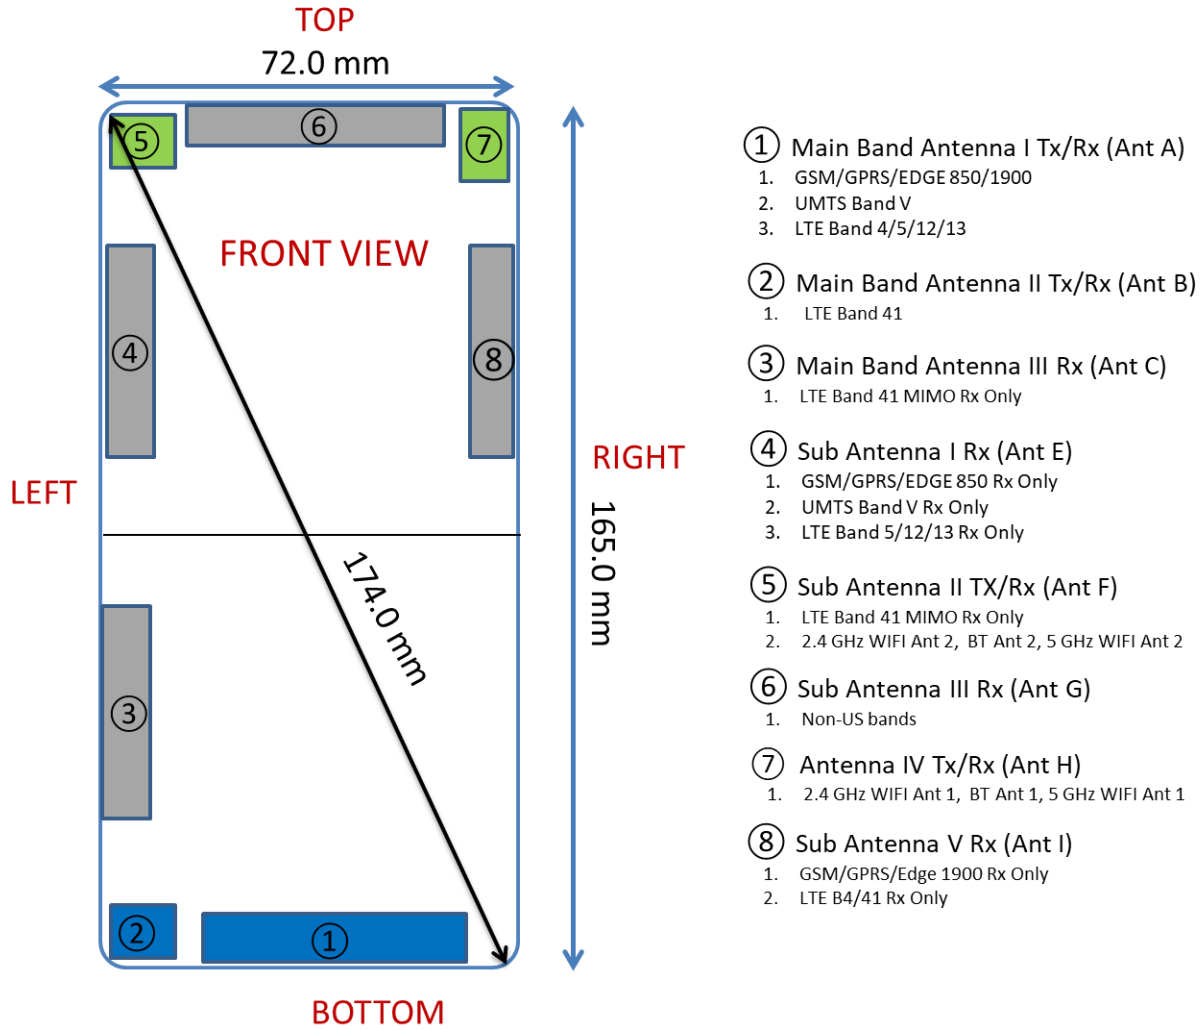 TOP
72.0 mm
⑤
⑥
⑦
FRONT VIEW
④
⑧
RIGHT
LEFT
165.0 mm
174.0 mm
③
②
①
BOTTOM
① Main Band Antenna I Tx/Rx (Ant A)
1. GSM/GPRS/EDGE 850/1900
2. UMTS Band V
3. LTE Band 4/5/12/13
② Main Band Antenna II Tx/Rx (Ant B)
1. LTE Band 41
③ Main Band Antenna III Rx (Ant C)
1. LTE Band 41 MIMO Rx Only
④ Sub Antenna I Rx (Ant E)
1. GSM/GPRS/EDGE 850 Rx Only
2. UMTS Band V Rx Only
3. LTE Band 5/12/13 Rx Only
⑤ Sub Antenna II TX/Rx (Ant F)
1. LTE Band 41 MIMO Rx Only
2. 2.4 GHz WIFI Ant 2, BT Ant 2, 5 GHz WIFI Ant 2
⑥ Sub Antenna III Rx (Ant G)
1. Non-US bands
⑦ Antenna IV Tx/Rx (Ant H)
1. 2.4 GHz WIFI Ant 1, BT Ant 1, 5 GHz WIFI Ant 1
⑧ Sub Antenna V Rx (Ant I)
1. GSM/GPRS/Edge 1900 Rx Only
2. LTE B4/41 Rx Only